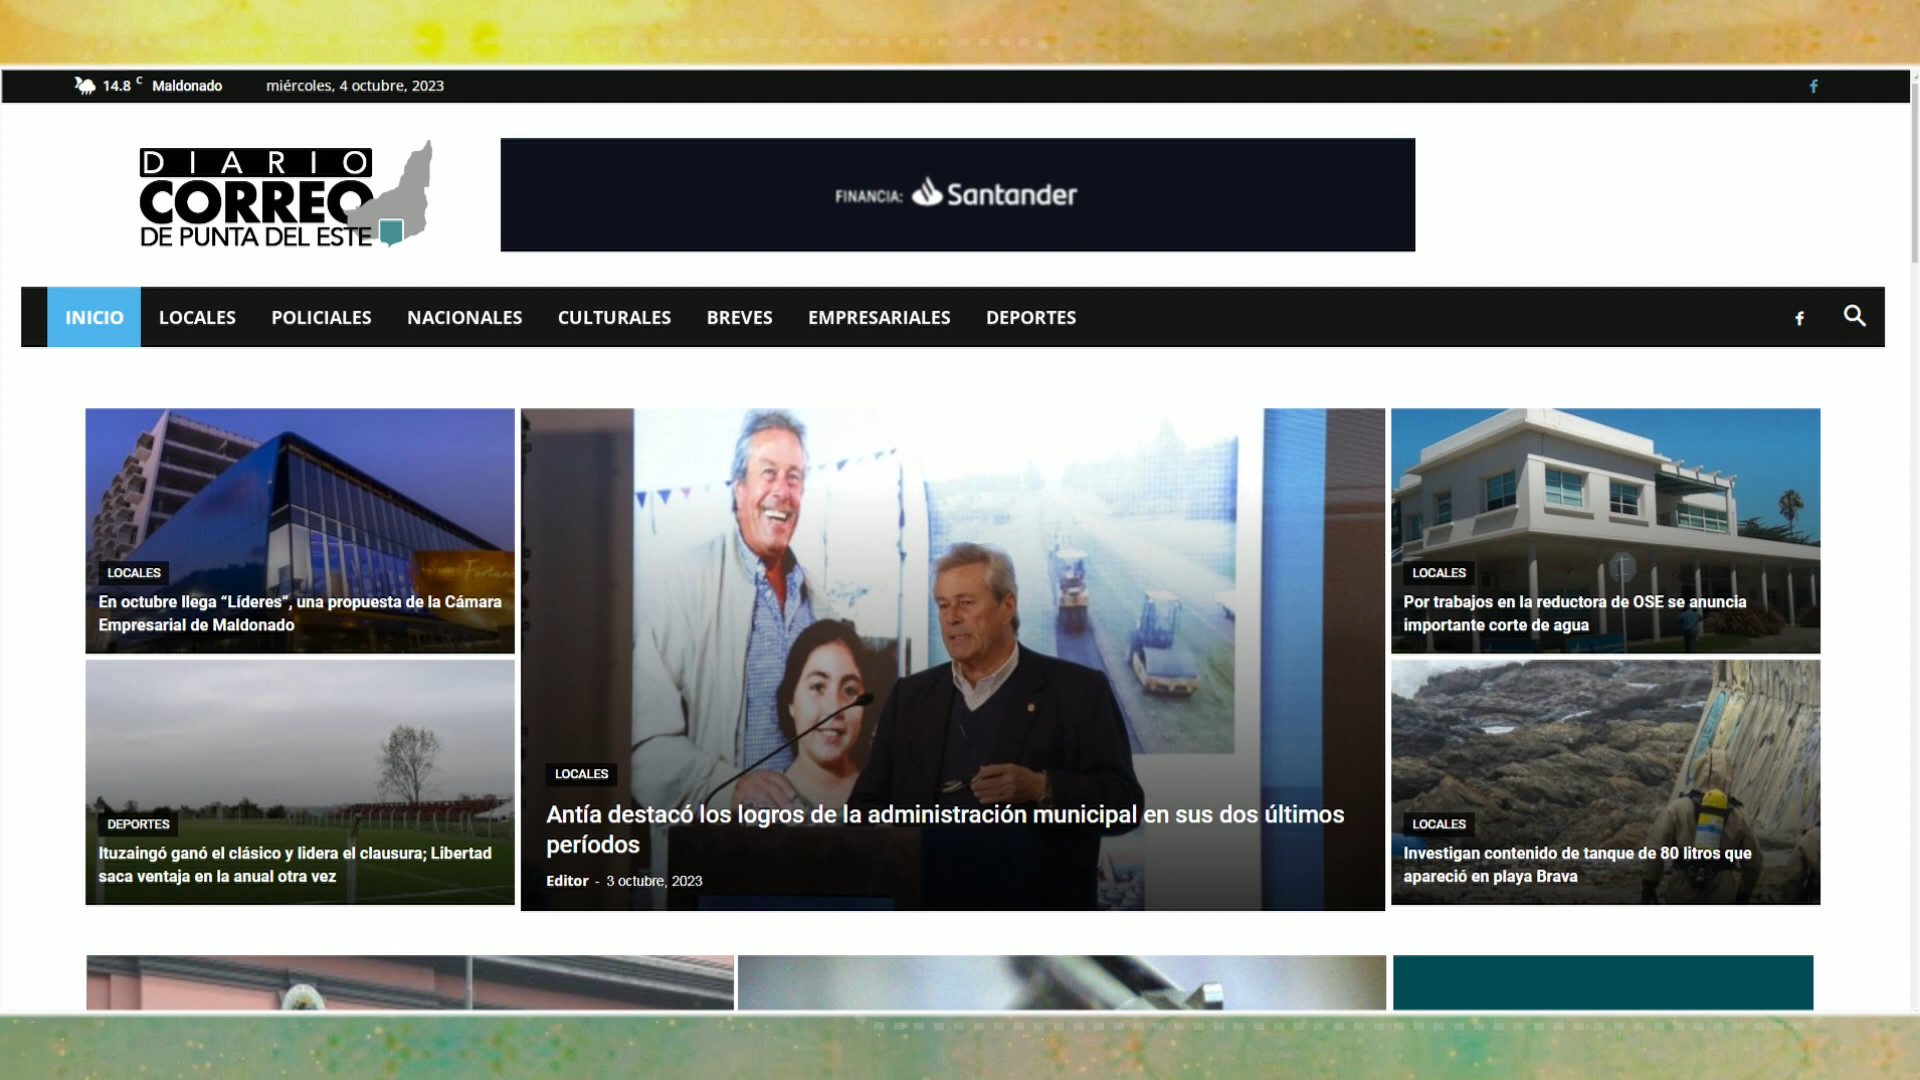 14.8 C Maldonado miércoles, 4 octubre, 2023
DIARIO
CORREO
DE PUNTA DEL ESTE
FINANCIA: Santander
INICIO LOCALES POLICIALES NACIONALES CULTURALES BREVES EMPRESARIALES DEPORTES
LOCALES
En octubre llega “Líderes“, una propuesta de la Cámara
Empresarial de Maldonado
DEPORTES
Ituzaingó ganó el clásico y lidera el clausura; Libertad
saca ventaja en la anual otra vez
LOCALES
Antía destacó los logros de la administración municipal en sus dos últimos
períodos
Editor - 3 octubre, 2023
LOCALES
Por trabajos en la reductora de OSE se anuncia
importante corte de agua
LOCALES
Investigan contenido de tanque de 80 litros que
apareció en playa Brava